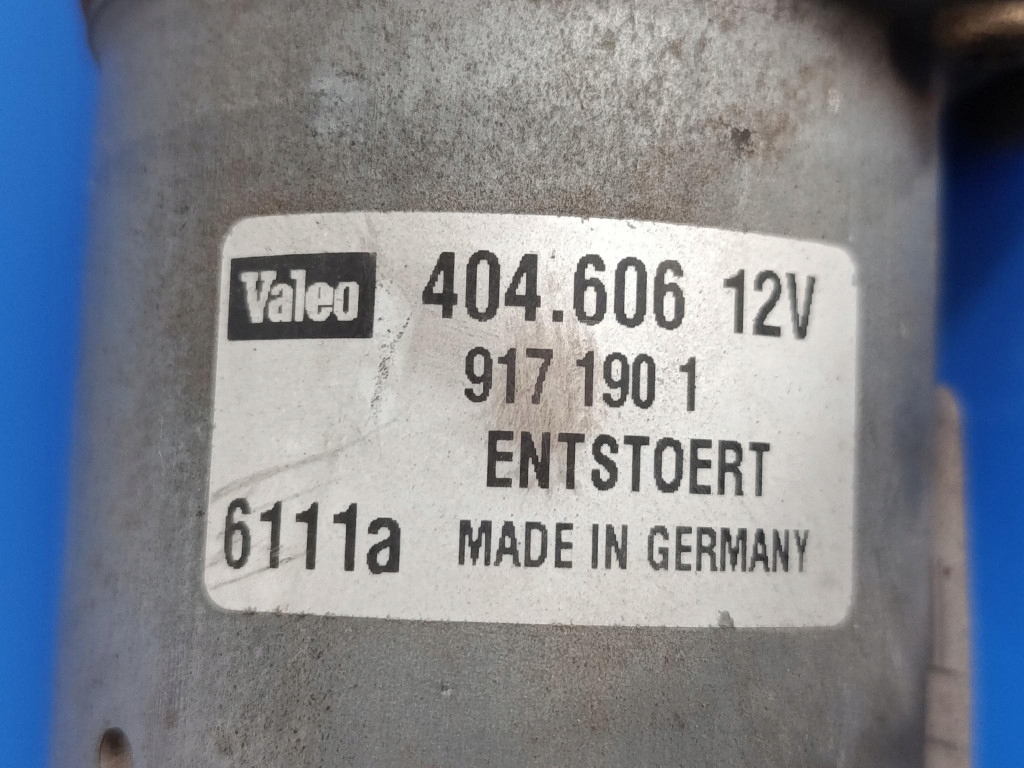 Valeo 404.606 12V
917 190 1
ENTSTOERT
6111a MADE IN GERMANY